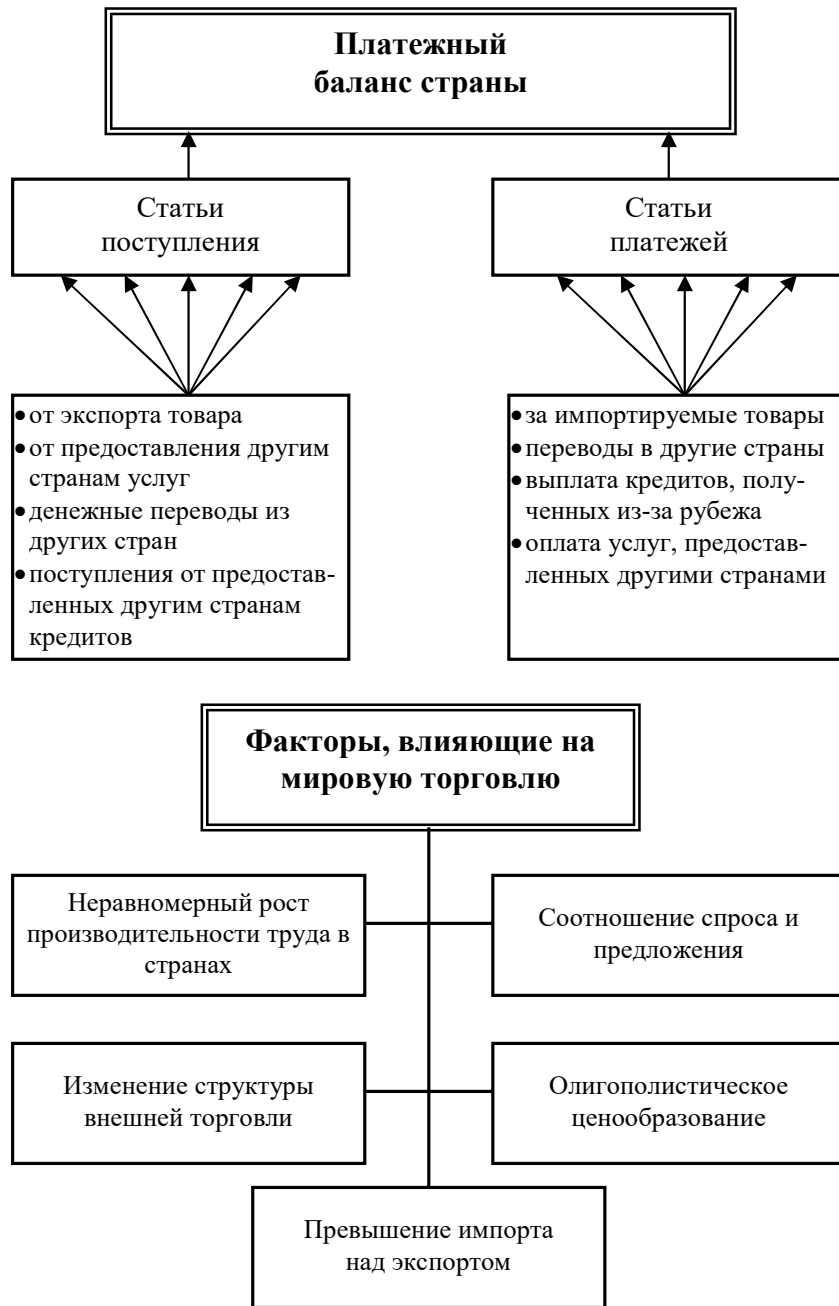 Платежный
баланс страны
Статьи
поступления
Статьи
платежей
• от экспорта товара
• от предоставления другим
странам услуг
• денежные переводы из
других стран
• поступления от предостав-
ленных другим странам
кредитов
• за импортируемые товары
• переводы в другие страны
• выплата кредитов, полу-
ченных из-за рубежа
• оплата услуг, предостав-
ленных другими странами
Факторы, влияющие на
мировую торговлю
Неравномерный рост
производительности труда в
странах
Соотношение спроса и
предложения
Изменение структуры
внешней торговли
Олигополистическое
ценообразование
Превышение импорта
над экспортом